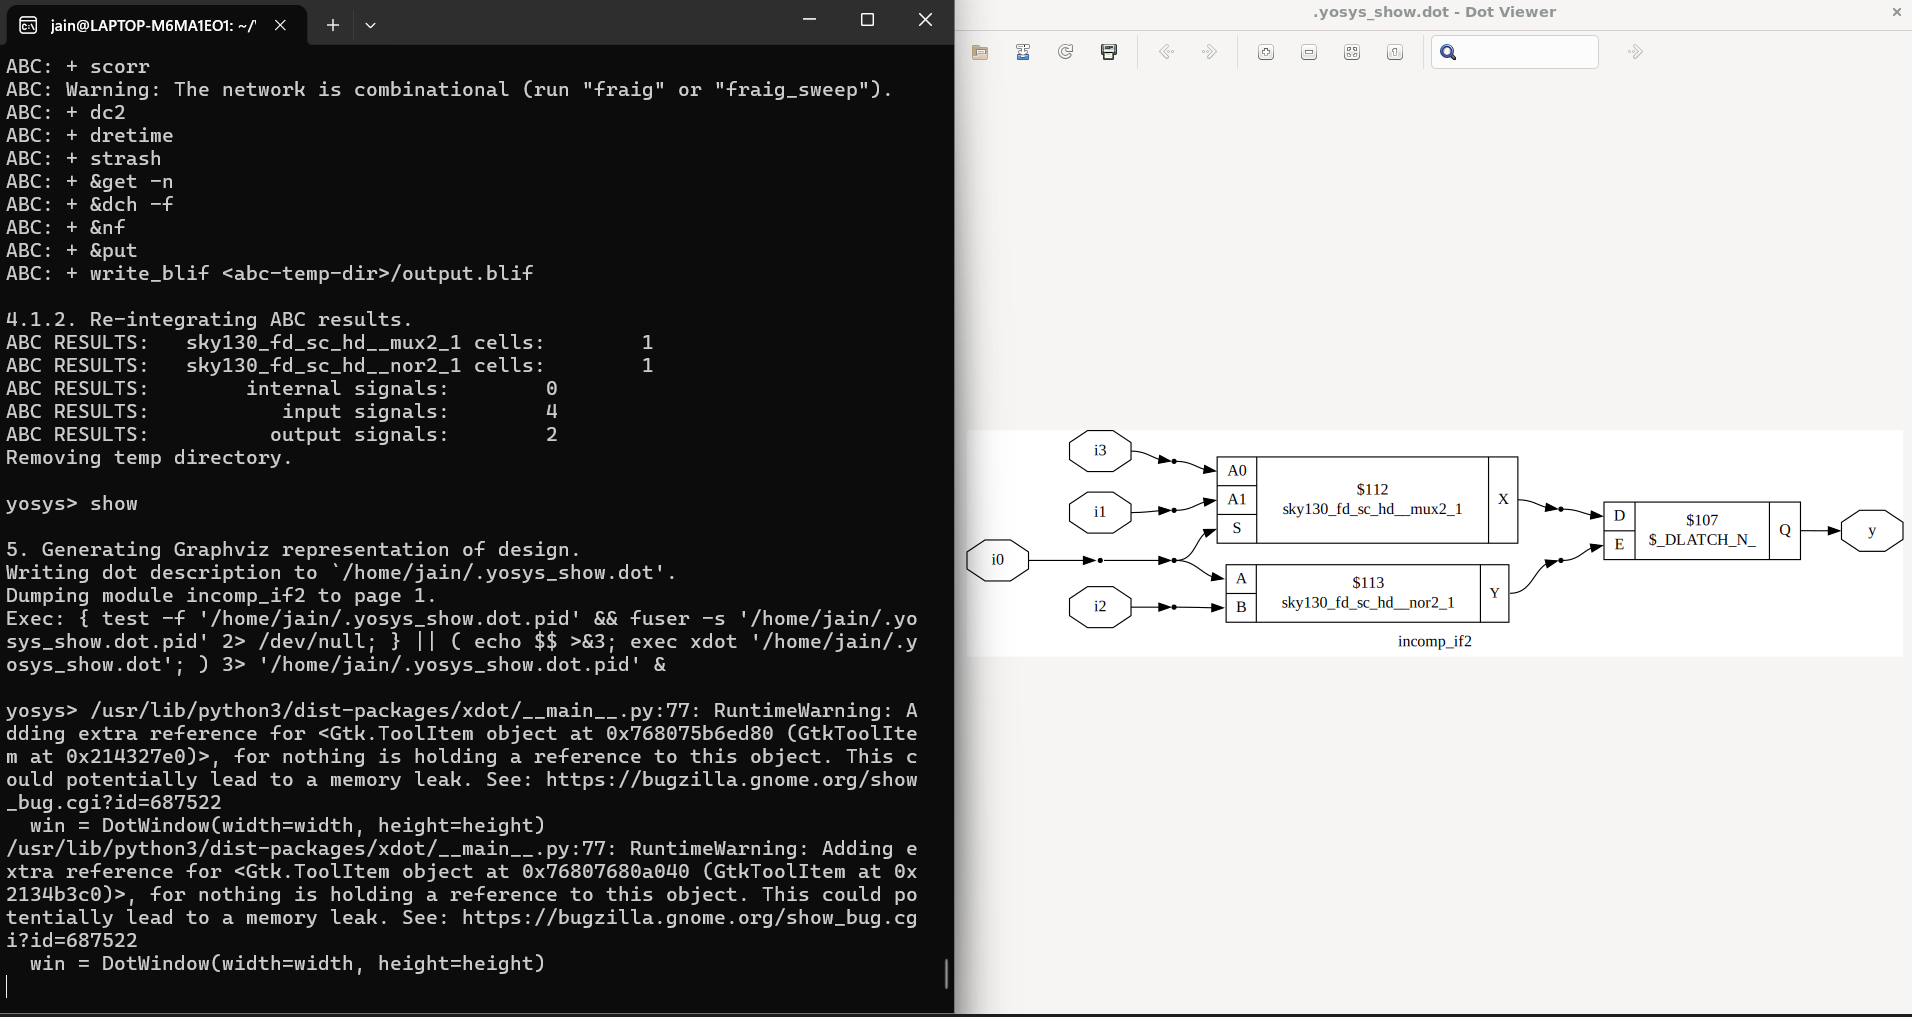 jain@LAPTOP-M6MA1EO1: ~/'
ABC: + scorr
ABC: Warning: The network is combinational (run "fraig" or "fraig_sweep").
ABC: + dc2
ABC: + dretime
ABC: + strash
ABC: + &get -n
ABC: + &dch -f
ABC: + &nf
ABC: + &put
ABC: + write_blif <abc-temp-dir>/output.blif
4.1.2. Re-integrating ABC results.
ABC RESULTS:   sky130_fd_sc_hd__mux2_1 cells:        1
ABC RESULTS:   sky130_fd_sc_hd__nor2_1 cells:        1
ABC RESULTS:        internal signals:        0
ABC RESULTS:           input signals:        4
ABC RESULTS:          output signals:        2
Removing temp directory.
yosys> show
5. Generating Graphviz representation of design.
Writing dot description to `/home/jain/.yosys_show.dot'.
Dumping module incomp_if2 to page 1.
Exec: { test -f '/home/jain/.yosys_show.dot.pid' && fuser -s '/home/jain/.yo
sys_show.dot.pid' 2> /dev/null; } || ( echo $$ >&3; exec xdot '/home/jain/.y
osys_show.dot'; ) 3> '/home/jain/.yosys_show.dot.pid' &
yosys> /usr/lib/python3/dist-packages/xdot/__main__.py:77: RuntimeWarning: A
dding extra reference for <Gtk.ToolItem object at 0x768075b6ed80 (GtkToolIte
m at 0x214327e0)>, for nothing is holding a reference to this object. This c
ould potentially lead to a memory leak. See: https://bugzilla.gnome.org/show
_bug.cgi?id=687522
  win = DotWindow(width=width, height=height)
/usr/lib/python3/dist-packages/xdot/__main__.py:77: RuntimeWarning: Adding e
xtra reference for <Gtk.ToolItem object at 0x76807680a040 (GtkToolItem at 0x
2134b3c0)>, for nothing is holding a reference to this object. This could po
tentially lead to a memory leak. See: https://bugzilla.gnome.org/show_bug.cg
i?id=687522
  win = DotWindow(width=width, height=height)
.yosys_show.dot - Dot Viewer
i3
i1
i0
i2
A0
A1
S
$112
sky130_fd_sc_hd__mux2_1
X
A
B
$113
sky130_fd_sc_hd__nor2_1
Y
D
E
$107
$_DLATCH_N_
Q
y
incomp_if2